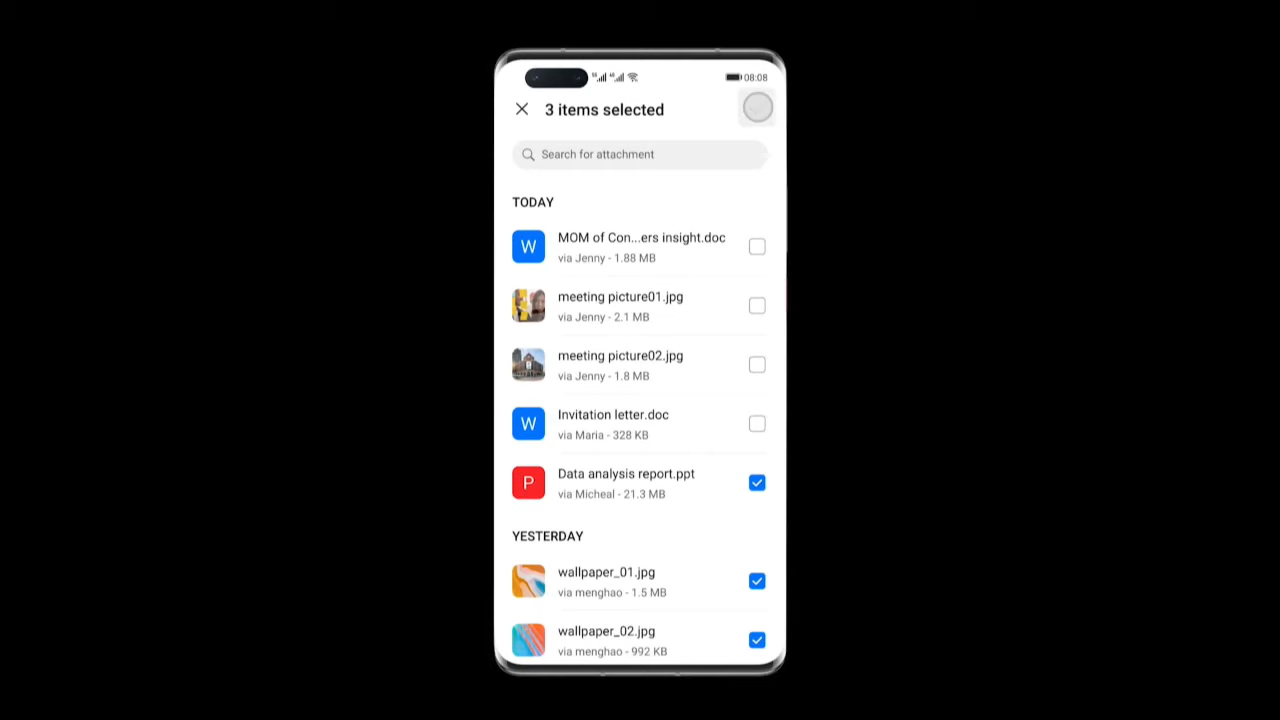 08:08
3 items selected
Search for attachment
TODAY
W
MOM of Con...ers insight.doc
via Jenny - 1.88 MB
meeting picture01.jpg
via Jenny - 2.1 MB
meeting picture02.jpg
via Jenny - 1.8 MB
W
Invitation letter.doc
via Maria - 328 KB
P
Data analysis report.ppt
via Micheal - 21.3 MB
YESTERDAY
wallpaper_01.jpg
via menghao - 1.5 MB
wallpaper_02.jpg
via menghao - 992 KB